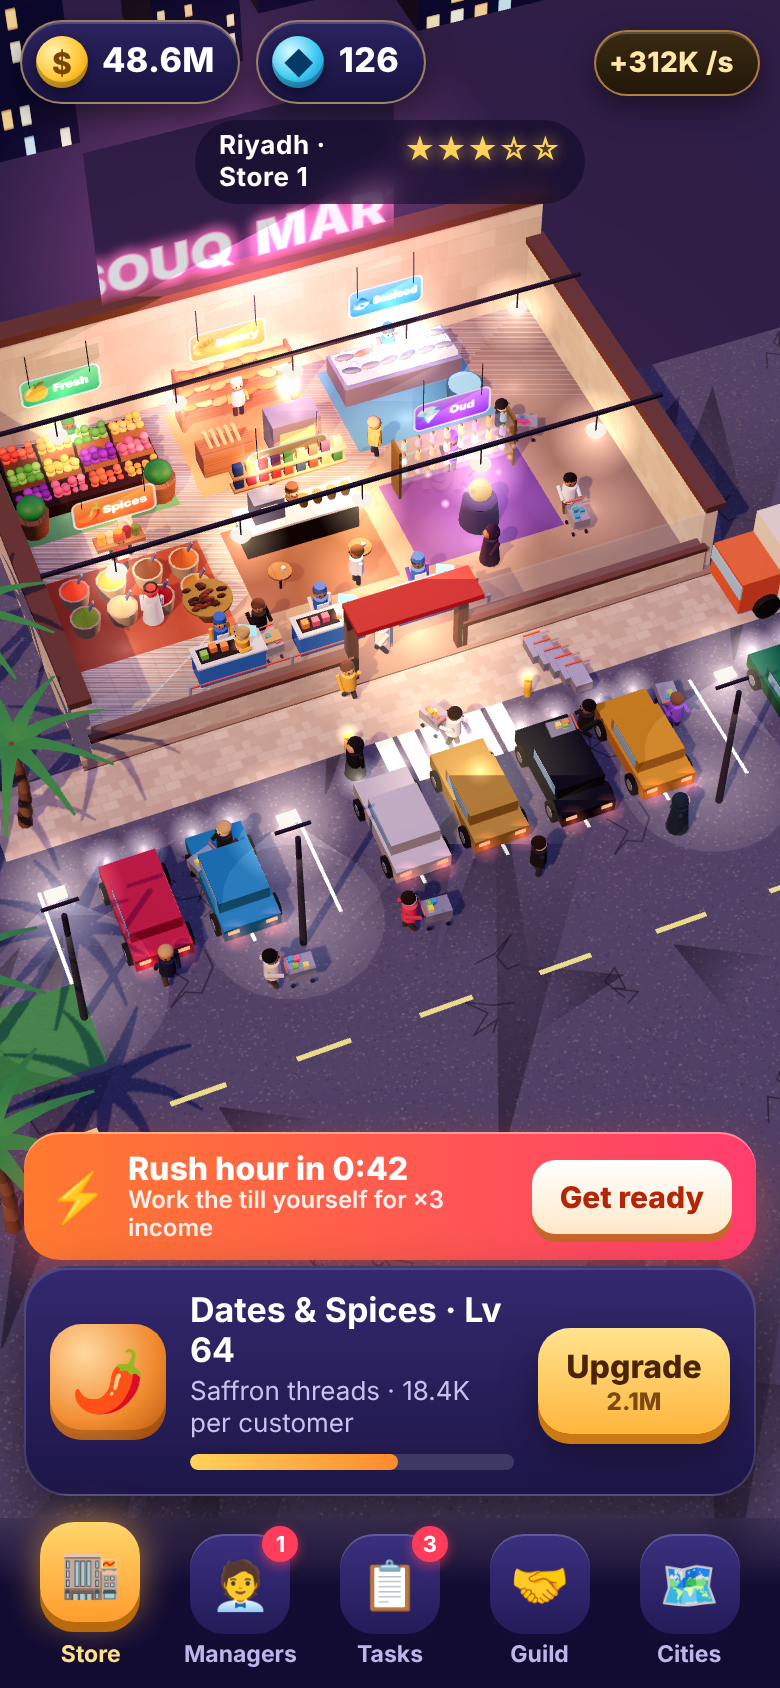 48.6M
126
+312K /s
Riyadh ·
Store 1
★★★☆☆
SOUQ MAR
Seafood
Bakery
Fresh
Oud
Spices
Rush hour in 0:42
Work the till yourself for ×3
income
Get ready
Dates & Spices · Lv
64
Saffron threads · 18.4K
per customer
Upgrade
2.1M
1
3
Store
Managers
Tasks
Guild
Cities